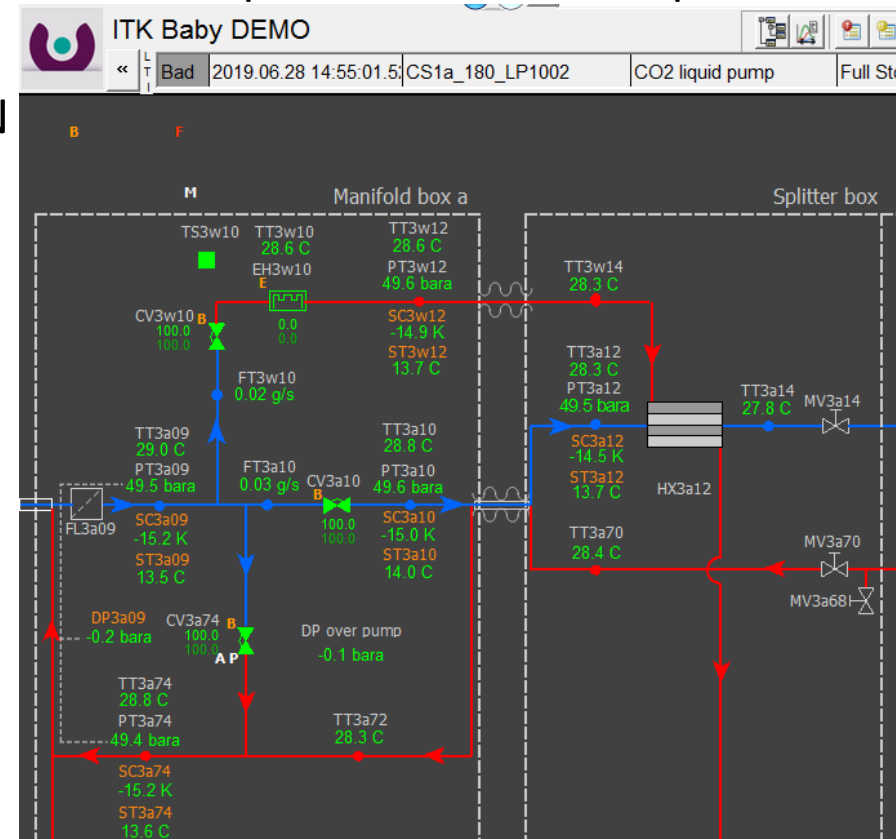 ITK Baby DEMO
«
L
T
I
Bad
2019.06.28 14:55:01.5
CS1a_180_LP1002
CO2 liquid pump
Full Sto
B
F
M
Manifold box a
Splitter box
TS3w10
TT3w10
28.6 C
TT3w12
28.6 C
EH3w10
E
PT3w12
49.6 bara
TT3w14
28.3 C
CV3w10 B
100.0
100.0
0.0
0.0
SC3w12
-14.9 K
ST3w12
13.7 C
FT3w10
0.02 g/s
TT3a12
28.3 C
PT3a12
49.5 bara
TT3a14
27.8 C
MV3a14
TT3a09
29.0 C
PT3a09
49.5 bara
FT3a10
0.03 g/s
CV3a10
B
100.0
100.0
TT3a10
28.8 C
PT3a10
49.6 bara
SC3a12
-14.5 K
ST3a12
13.7 C
HX3a12
FL3a09
SC3a09
-15.2 K
ST3a09
13.5 C
SC3a10
-15.0 K
ST3a10
14.0 C
TT3a70
28.4 C
MV3a70
MV3a68
DP3a09
-0.2 bara
CV3a74 B
100.0
100.0
A P
DP over pump
-0.1 bara
TT3a74
28.8 C
PT3a74
49.4 bara
TT3a72
28.3 C
SC3a74
-15.2 K
ST3a74
13.6 C